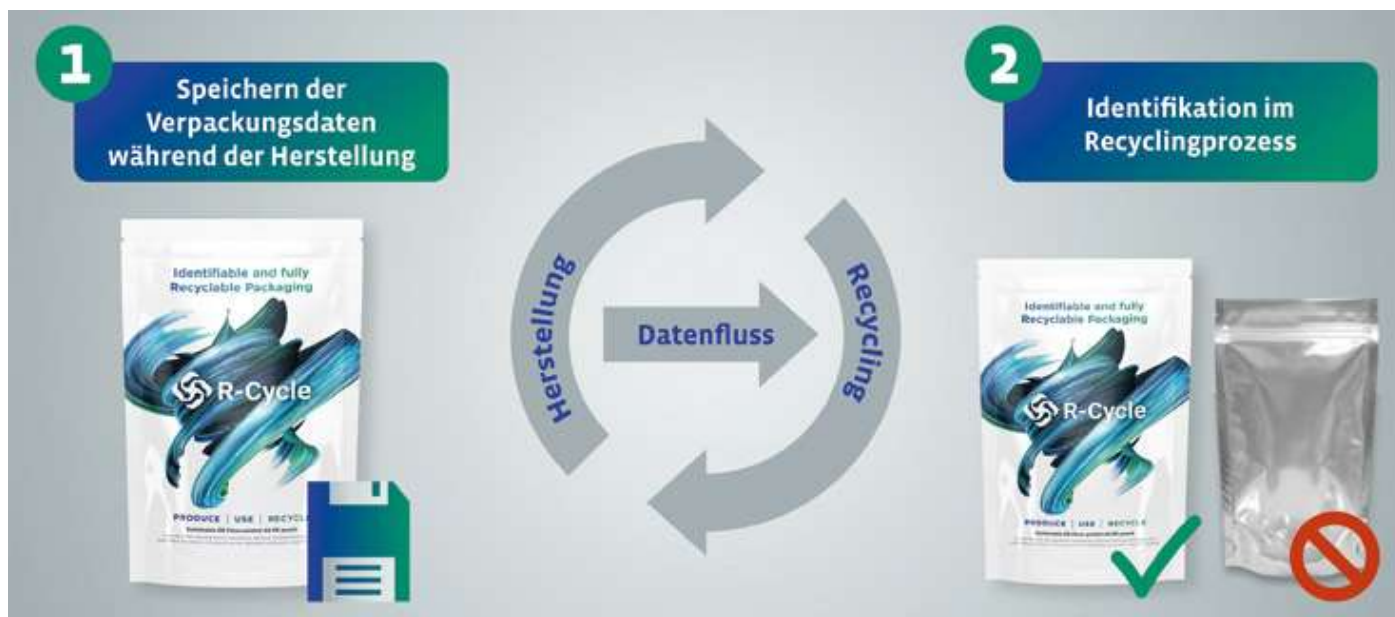 1
Speichern der
Verpackungsdaten
während der Herstellung
2
Identifikation im
Recyclingprozess
Identifiable and fully
Recyclable Packaging
R-Cycle
PRODUCE | USE | RECYCLE
Herstellung
Datenfluss
Recycling
Identifiable and fully
Recyclable Packaging
R-Cycle
PRODUCE | USE | RECYCLE